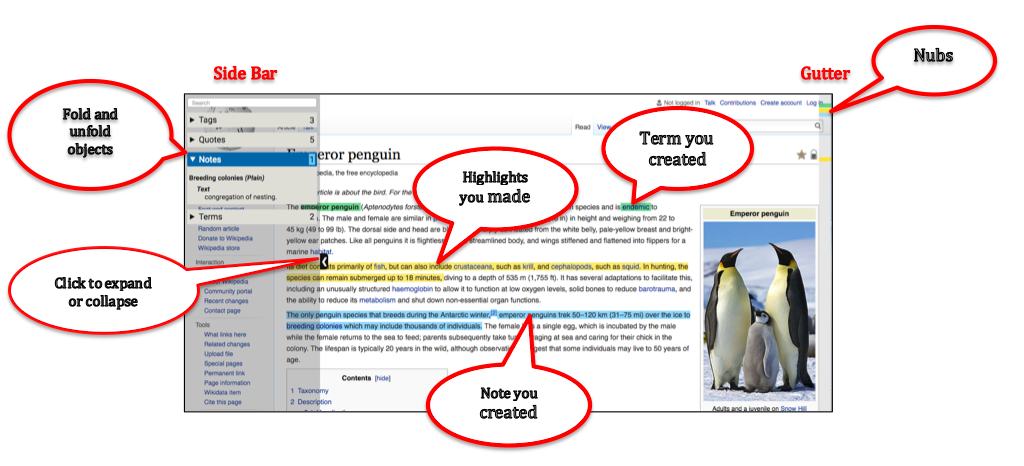 Nubs
Side Bar
Gutter
Fold and
unfold
objects
Search
Not logged in Talk Contributions Create account Log in
Tags 3
Read View
Quotes 5
Term you
created
Notes 1
Emperor penguin
the free encyclopedia
Breeding colonies (Plain)
Text
congregation of nesting.
Highlights
you made
article is about the bird. For the
The emperor penguin (Aptenodytes species and is endemic to
Terms 2
The male and female are similar in in) in height and weighing from 22 to
Random article
45 kg (49 to 99 lb). The dorsal side and head are from the white belly, pale-yellow breast and bright-
Emperor penguin
Donate to Wikipedia
yellow ear patches. Like all penguins it is flightless streamlined body, and wings stiffened and flattened into flippers for a
Wikipedia store
marine habitat.
Interaction
Its diet consists primarily of fish, but can also include crustaceans, such as krill, and cephalopods, such as squid. In hunting, the
Click to expand
or collapse
species can remain submerged up to 18 minutes, diving to a depth of 535 m (1,755 ft). It has several adaptations to facilitate this,
Wikipedia
Community portal
including an unusually structured haemoglobin to allow it to function at low oxygen levels, solid bones to reduce barotrauma, and
Recent changes
the ability to reduce its metabolism and shut down non-essential organ functions.
Contact page
The only penguin species that breeds during the Antarctic winter,[2] emperor penguins trek 50–120 km (31–75 mi) over the ice to
Tools
breeding colonies which may include thousands of individuals. The female a single egg, which is incubated by the male
What links here
while the female returns to the sea to feed; parents subsequently take at sea and caring for their chick in the
Related changes
colony. The lifespan is typically 20 years in the wild, although that some individuals may live to 50 years of
Upload file
age.
Special pages
Permanent link
Contents [hide]
Page information
1 Taxonomy
Wikidata item
2 Description
Cite this page
Note you
created
Adults and a juvenile on Snow Hill